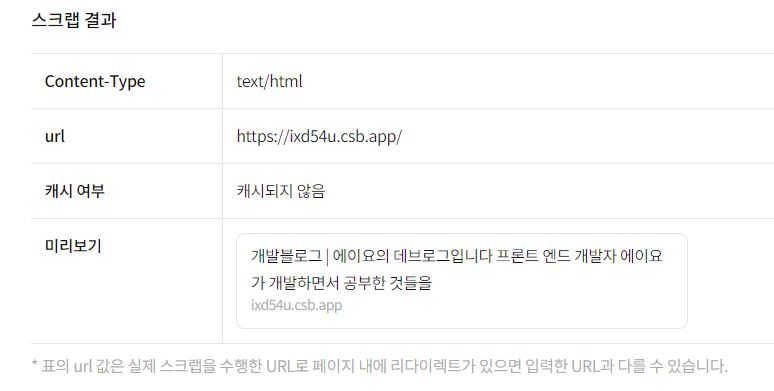 스크랩 결과
Content-Type
text/html
url
https://ixd54u.csb.app/
캐시 여부
캐시되지 않음
미리보기
개발블로그 | 에이요의 데브로그입니다 프론트 엔드 개발자 에이요
가 개발하면서 공부한 것들을
ixd54u.csb.app
* 표의 url 값은 실제 스크랩을 수행한 URL로 페이지 내에 리다이렉트가 있으면 입력한 URL과 다를 수 있습니다.